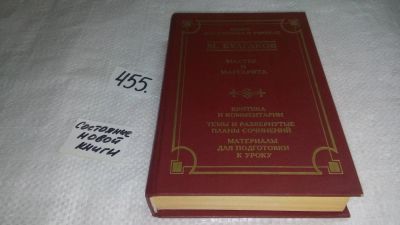 455.
состояние
новой
книги
М. БУЛГАКОВ
МАСТЕР
И
МАРГАРИТА
КРИТИКА
И КОММЕНТАРИИ
ТЕМЫ И РАЗВЕРНУТЫЕ
ПЛАНЫ СОЧИНЕНИЙ
МАТЕРИАЛЫ
ДЛЯ ПОДГОТОВКИ
К УРОКУ